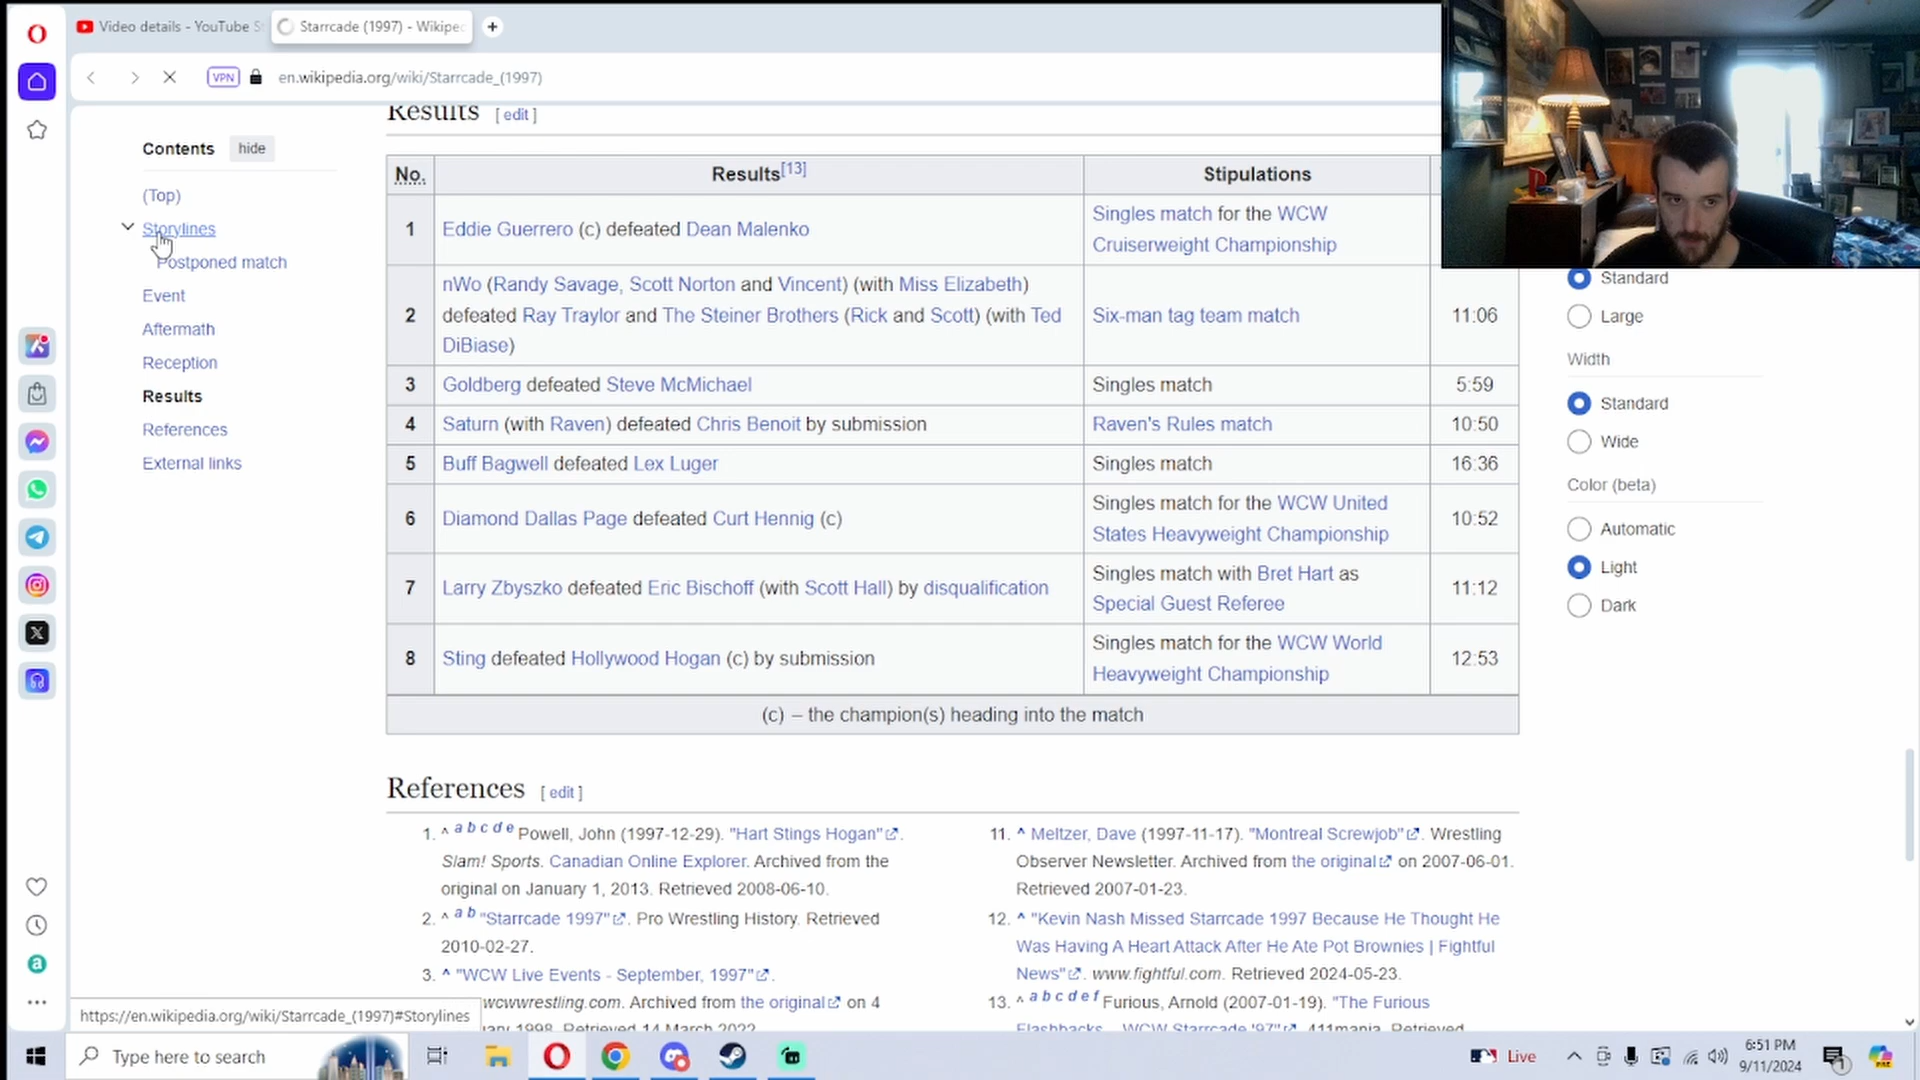 Video details - YouTube S
Starrcade (1997) - Wikipe
VPN
en.wikipedia.org/wiki/Starrcade_(1997)
Contents hide
(Top)
Storylines
Postponed match
Event
Aftermath
Reception
Results
References
External links
Results [ edit ]
No. Results[13] Stipulations
1 Eddie Guerrero (c) defeated Dean Malenko Singles match for the WCW
Cruiserweight Championship
nWo (Randy Savage, Scott Norton and Vincent) (with Miss Elizabeth)
2 defeated Ray Traylor and The Steiner Brothers (Rick and Scott) (with Ted Six-man tag team match 11:06
DiBiase)
3 Goldberg defeated Steve McMichael Singles match 5:59
4 Saturn (with Raven) defeated Chris Benoit by submission Raven's Rules match 10:50
5 Buff Bagwell defeated Lex Luger Singles match 16:36
6 Diamond Dallas Page defeated Curt Hennig (c) Singles match for the WCW United
States Heavyweight Championship 10:52
7 Larry Zbyszko defeated Eric Bischoff (with Scott Hall) by disqualification Singles match with Bret Hart as
Special Guest Referee 11:12
8 Sting defeated Hollywood Hogan (c) by submission Singles match for the WCW World
Heavyweight Championship 12:53
(c) – the champion(s) heading into the match
References [ edit ]
1. ^ a b c d e Powell, John (1997-12-29). "Hart Stings Hogan".
Slam! Sports. Canadian Online Explorer. Archived from the
original on January 1, 2013. Retrieved 2008-06-10.
2. ^ a b "Starrcade 1997". Pro Wrestling History. Retrieved
2010-02-27.
3. ^ "WCW Live Events - September, 1997".
wcwwrestling.com. Archived from the original on 4
1998. Retrieved 14 March 2022.
11. ^ Meltzer, Dave (1997-11-17). "Montreal Screwjob". Wrestling
Observer Newsletter. Archived from the original on 2007-06-01.
Retrieved 2007-01-23.
12. ^ "Kevin Nash Missed Starrcade 1997 Because He Thought He
Was Having A Heart Attack After He Ate Pot Brownies | Fightful
News". www.fightful.com. Retrieved 2024-05-23.
13. ^ a b c d e f Furious, Arnold (2007-01-19). "The Furious
Flashbacks – WCW Starrcade '97". 411mania. Retrieved
Standard
Large
Width
Standard
Wide
Color (beta)
Automatic
Light
Dark
https://en.wikipedia.org/wiki/Starrcade_(1997)#Storylines
Type here to search
Live
6:51 PM
9/11/2024
1